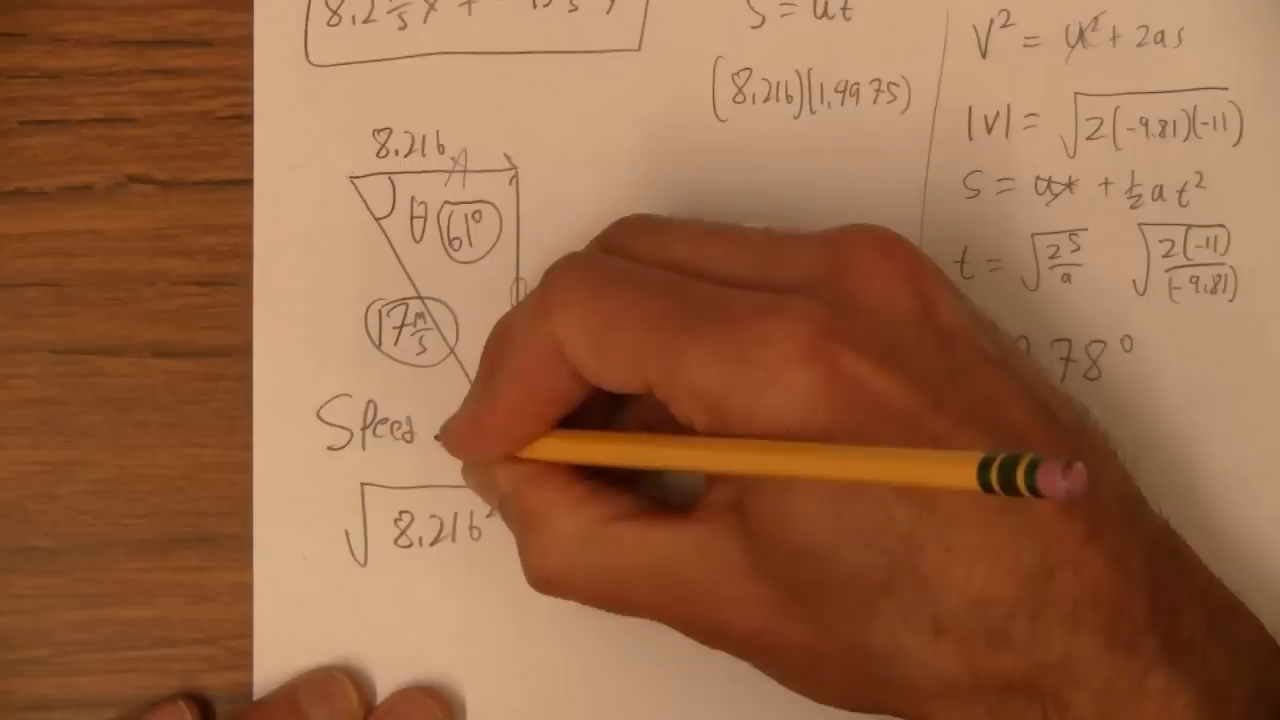 8.2 m/s x +
S = ut
(8.216)(1.4975)
8.216
A
θ 61°
17 m/s
Speed
√8.216²
V² = u² + 2as
|V| = √2(-9.81)(-11)
S = ut + ½at²
t = √2s/a √2(-11)/(-9.81)
78°